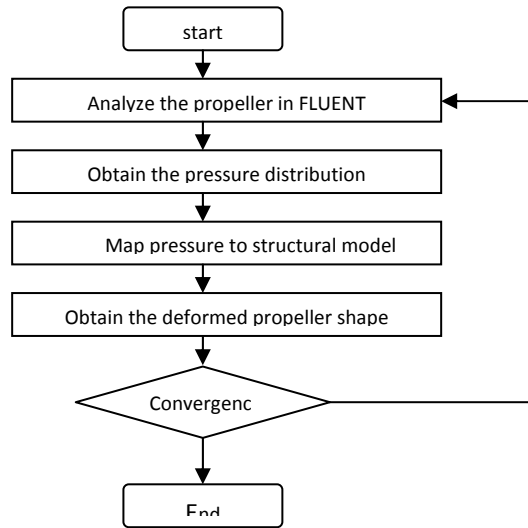 start
Analyze the propeller in FLUENT
Obtain the pressure distribution
Map pressure to structural model
Obtain the deformed propeller shape
Convergenc
End